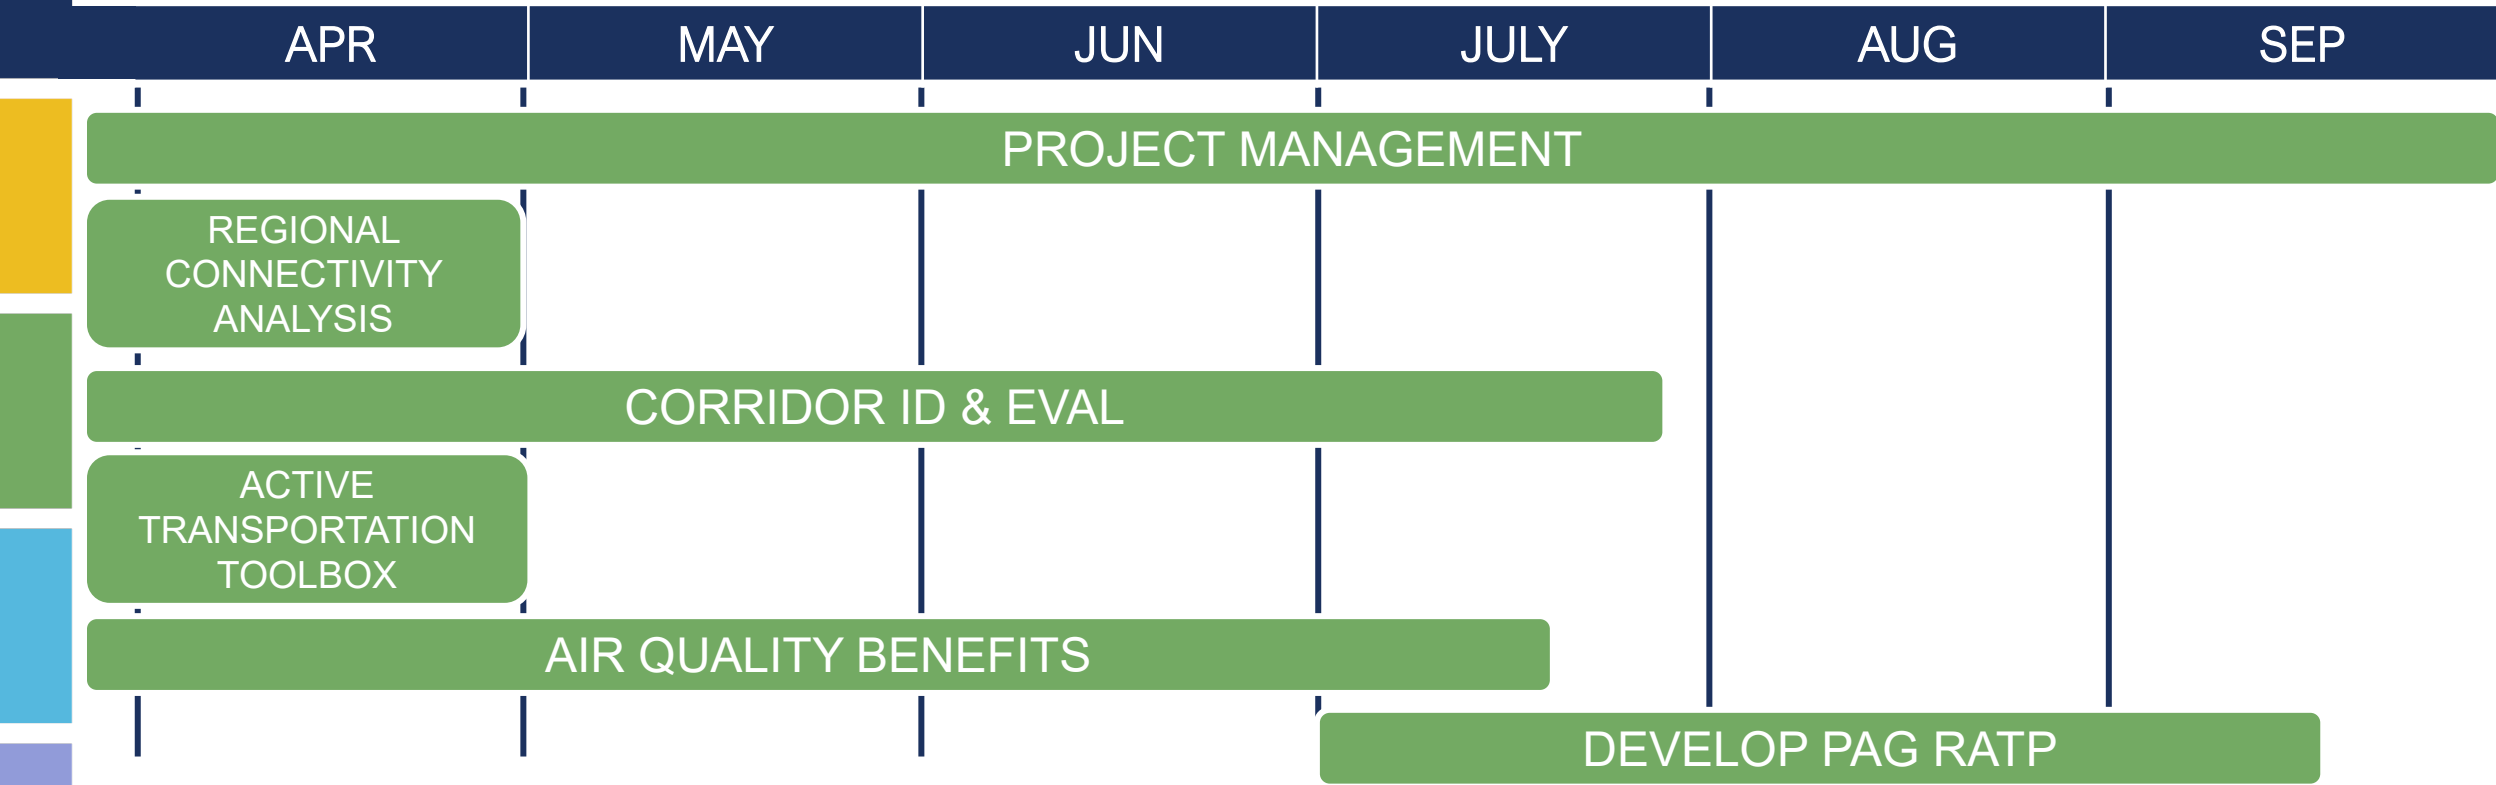 APR MAY JUN JULY AUG SEP
PROJECT MANAGEMENT
REGIONAL
CONNECTIVITY
ANALYSIS
CORRIDOR ID & EVAL
ACTIVE
TRANSPORTATION
TOOLBOX
AIR QUALITY BENEFITS
DEVELOP PAG RATP